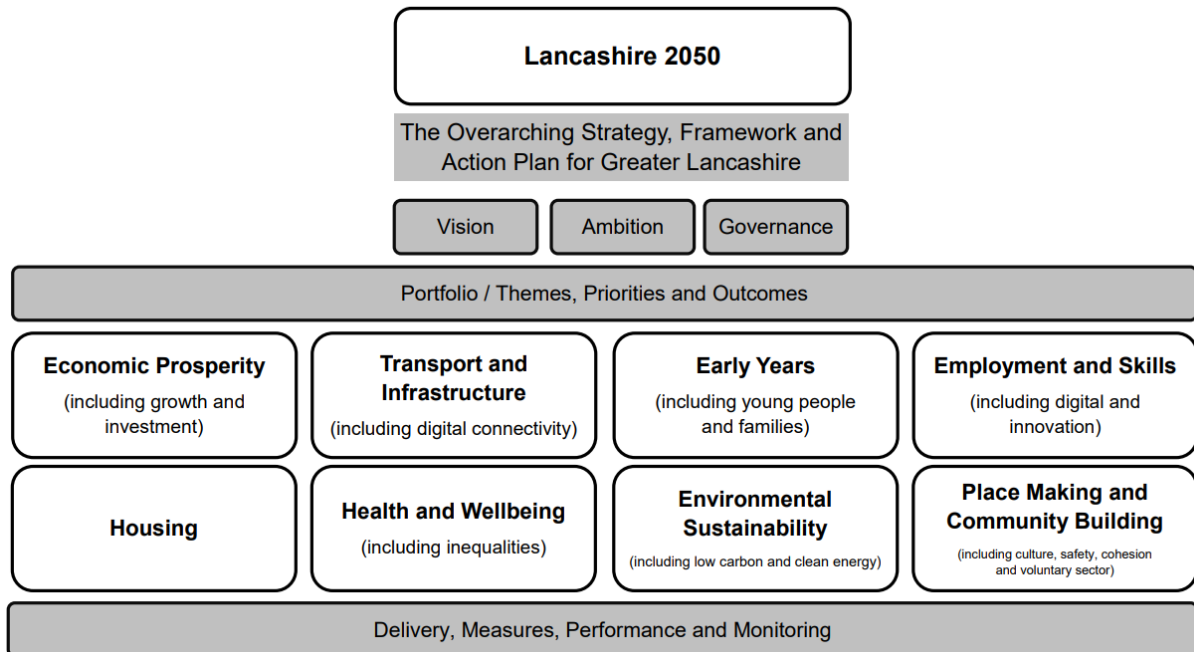 Lancashire 2050
The Overarching Strategy, Framework and
Action Plan for Greater Lancashire
Vision
Ambition
Governance
Portfolio / Themes, Priorities and Outcomes
Economic Prosperity
(including growth and
investment)
Transport and
Infrastructure
(including digital connectivity)
Early Years
(including young people
and families)
Employment and Skills
(including digital and
innovation)
Housing
Health and Wellbeing
(including inequalities)
Environmental
Sustainability
(including low carbon and clean energy)
Place Making and
Community Building
(including culture, safety, cohesion
and voluntary sector)
Delivery, Measures, Performance and Monitoring